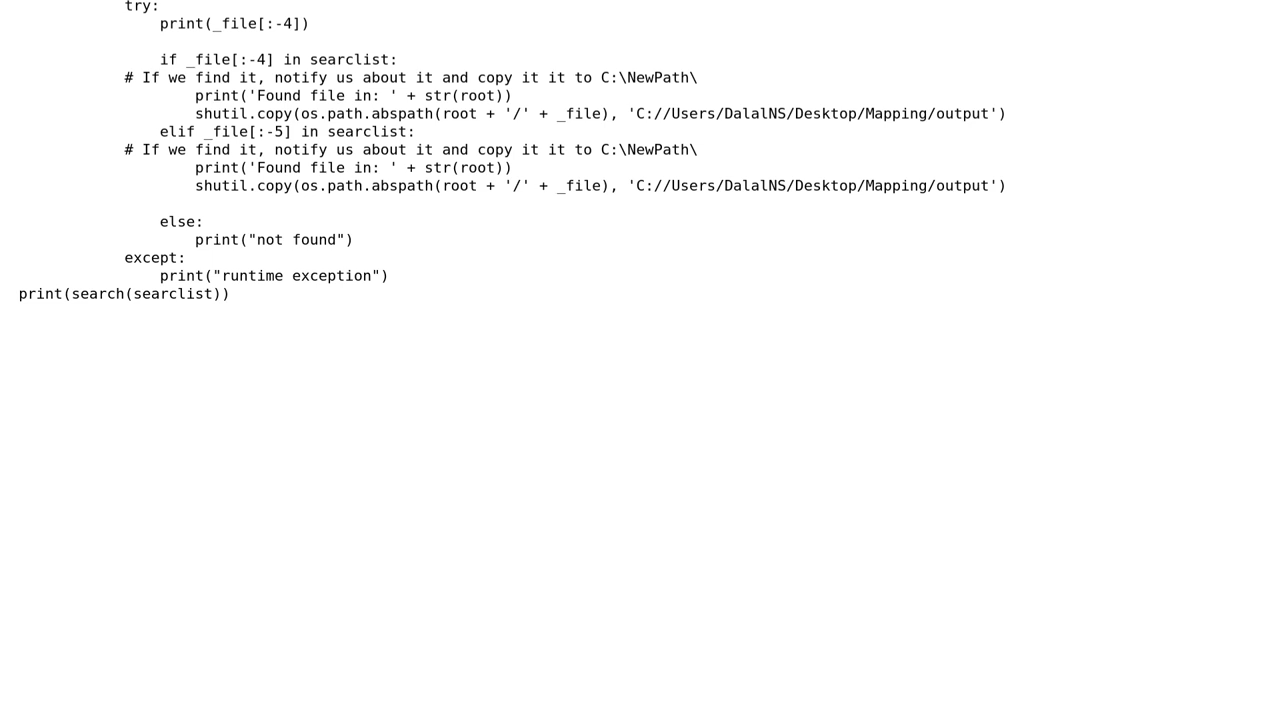 try:
print(_file[:-4])
if _file[:-4] in searclist:
# If we find it, notify us about it and copy it it to C:\NewPath\
print('Found file in: ' + str(root))
shutil.copy(os.path.abspath(root + '/' + _file), 'C://Users/DalalNS/Desktop/Mapping/output')
elif _file[:-5] in searclist:
# If we find it, notify us about it and copy it it to C:\NewPath\
print('Found file in: ' + str(root))
shutil.copy(os.path.abspath(root + '/' + _file), 'C://Users/DalalNS/Desktop/Mapping/output')
else:
print("not found")
except:
print("runtime exception")
print(search(searclist))